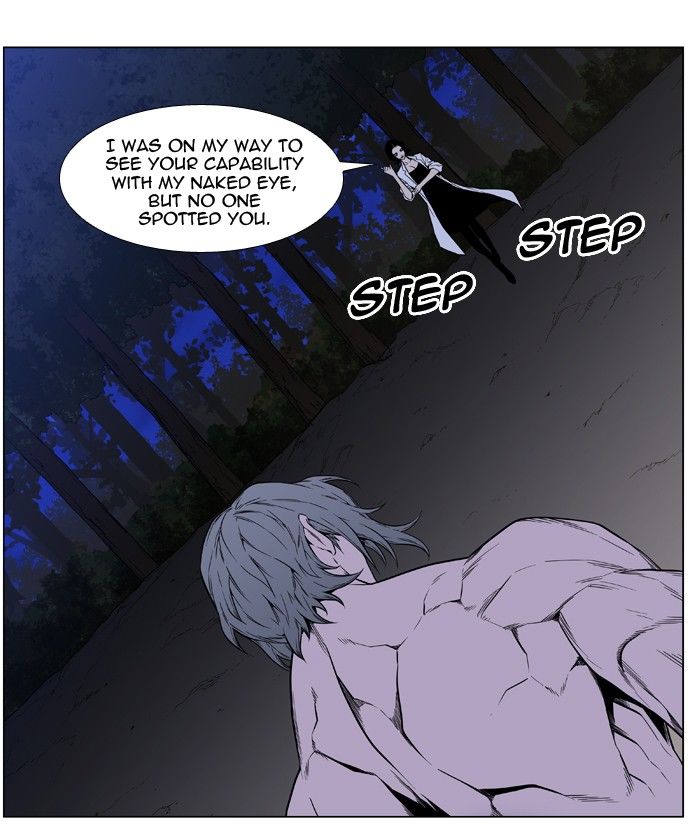 I WAS ON MY WAY TO
SEE YOUR CAPABILITY
WITH MY NAKED EYE,
BUT NO ONE
SPOTTED YOU.
STEP
STEP